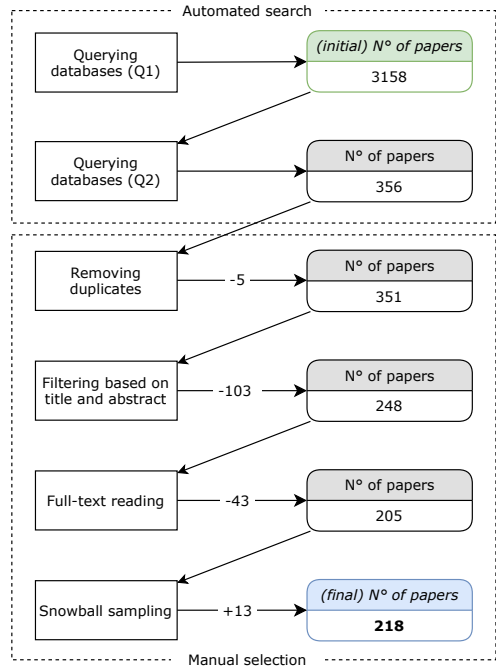 Automated search
Querying
databases (Q1)
(initial) N° of papers
3158
Querying
databases (Q2)
N° of papers
356
Removing
duplicates
-5
N° of papers
351
Filtering based on
title and abstract
-103
N° of papers
248
Full-text reading
-43
N° of papers
205
Snowball sampling
+13
(final) N° of papers
218
Manual selection